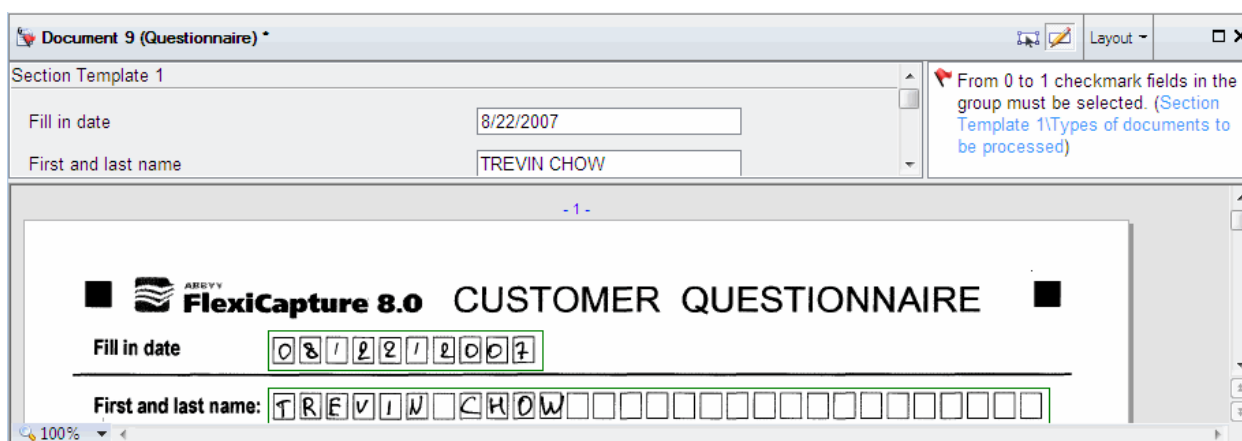 Document 9 (Questionnaire) *
Layout
Section Template 1
Fill in date
8/22/2007
First and last name
TREVIN CHOW
From 0 to 1 checkmark fields in the
group must be selected. (Section
Template 1\Types of documents to
be processed)
- 1 -
ABBYY
FlexiCapture 8.0 CUSTOMER QUESTIONNAIRE
Fill in date 08/22/2007
First and last name: TREVIN CHOW
100%